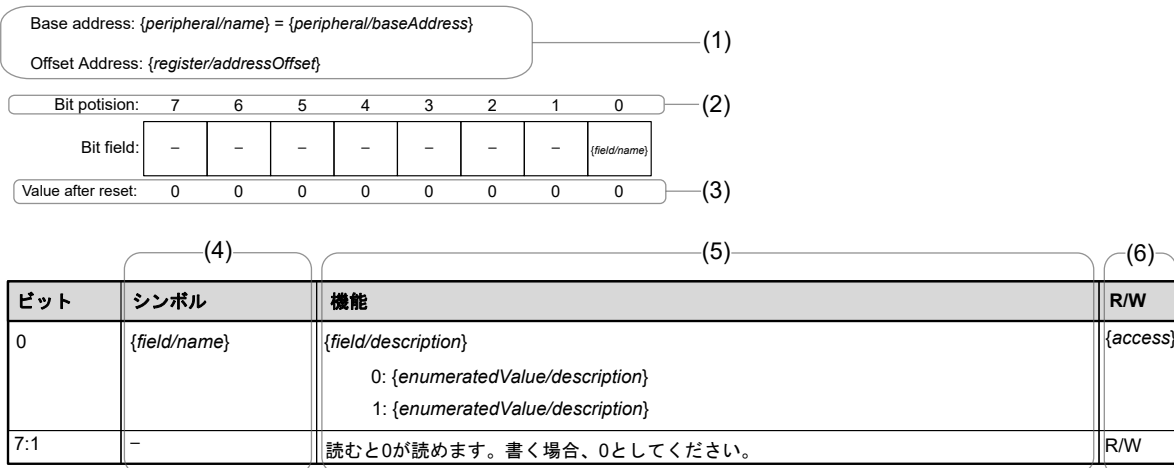 Base address: {peripheral/name} = {peripheral/baseAddress}
(1)
Offset Address: {register/addressOffset}
Bit potision: 7 6 5 4 3 2 1 0 (2)
Bit field: – – – – – – – {field/name}
Value after reset: 0 0 0 0 0 0 0 0 (3)
(4) (5) (6)
ビット シンボル 機能 R/W
0 {field/name} {field/description} {access}
0: {enumeratedValue/description}
1: {enumeratedValue/description}
7:1 – 読むと0が読めます。書く場合、0としてください。 R/W